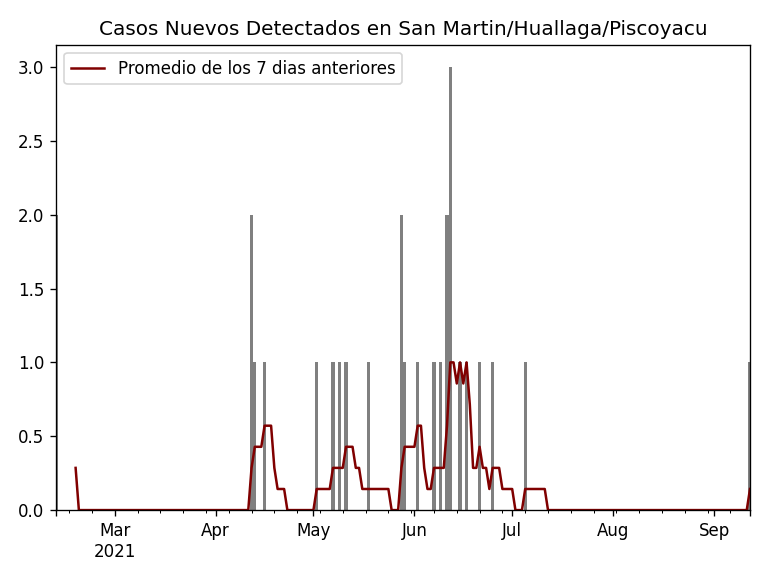 Casos Nuevos Detectados en San Martin/Huallaga/Piscoyacu
Promedio de los 7 dias anteriores
3.0
2.5
2.0
1.5
1.0
0.5
0.0
Mar Apr May Jun Jul Aug Sep
2021